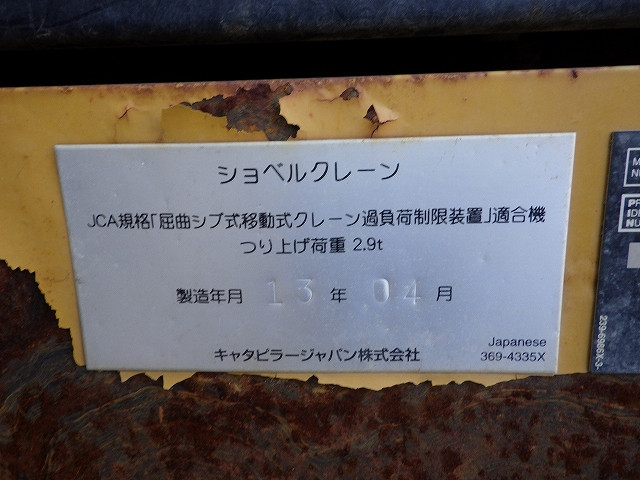 ショベルクレーン
JCA規格「屈曲ジブ式移動式クレーン過負荷制限装置」適合機
つり上げ荷重 2.9t
製造年月 13 年 04 月
キャタピラージャパン株式会社
Japanese
369-4335X
239-5986X-3